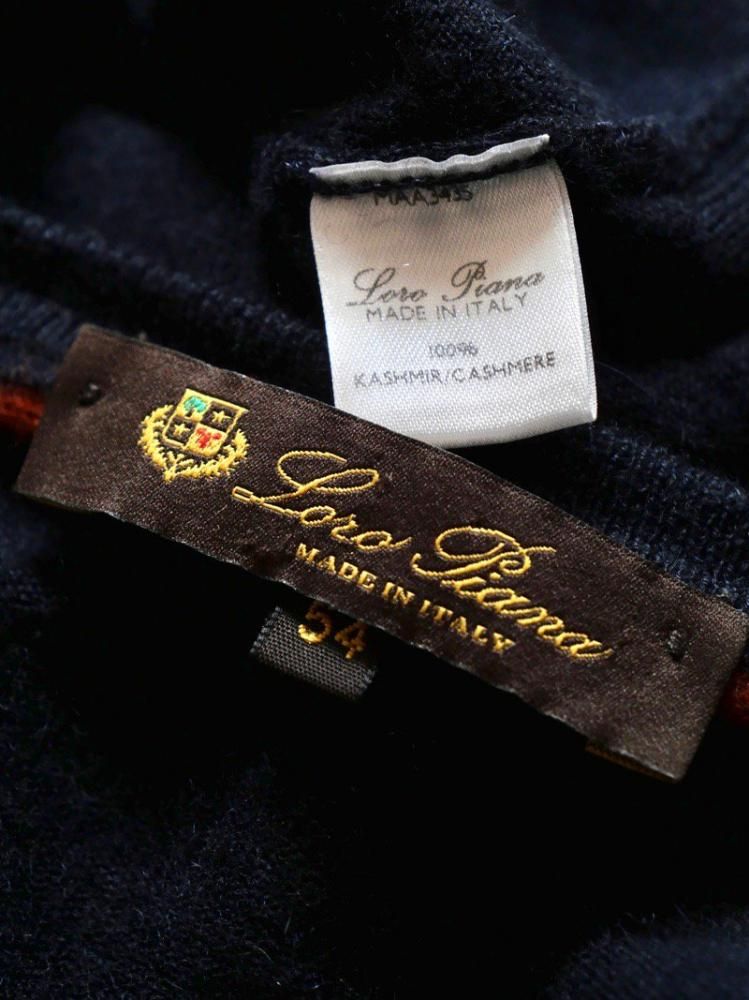 MAA3435
Loro Piana
MADE IN ITALY
100%
KASHMIR/CASHMERE
Loro Piana
MADE IN ITALY
54